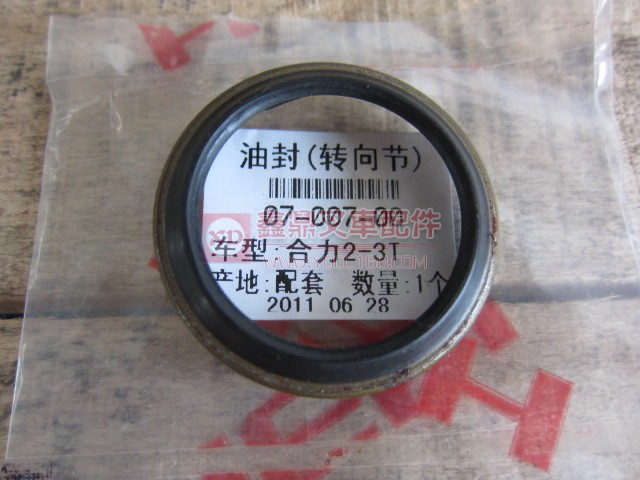 油封(转向节)
07-007-00
鑫鼎叉车配件
车型:合力2-3T
产地:配套 数量:1个
2011 06 28